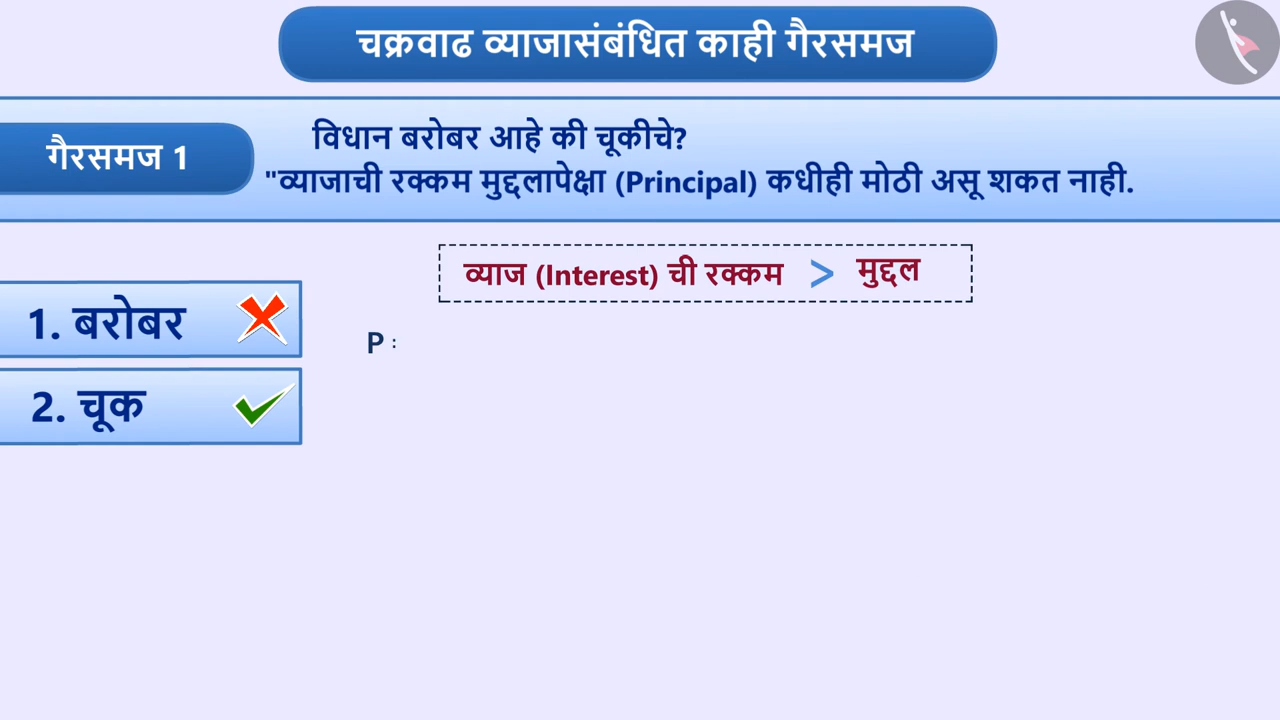 चक्रवाढ व्याजासंबंधित काही गैरसमज
गैरसमज 1
विधान बरोबर आहे की चूकीचे?
"व्याजाची रक्कम मुद्दलापेक्षा (Principal) कधीही मोठी असू शकत नाही.
व्याज (Interest) ची रक्कम > मुद्दल
1. बरोबर
2. चूक
P :